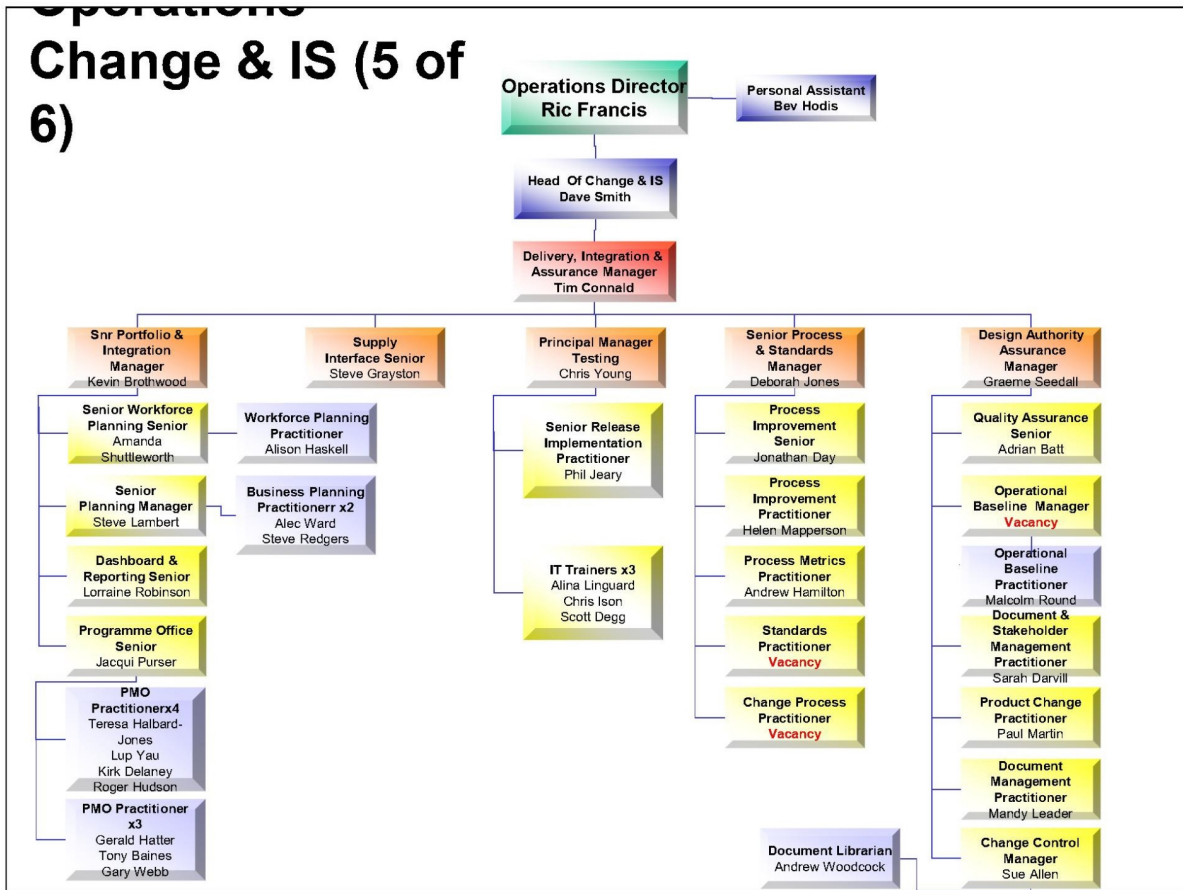 Operations
Change & IS (5 of
6)
Operations Director
Ric Francis
Personal Assistant
Bev Hodis
Head Of Change & IS
Dave Smith
Delivery, Integration &
Assurance Manager
Tim Connald
Snr Portfolio &
Integration
Manager
Kevin Brothwood
Supply
Interface Senior
Steve Grayston
Principal Manager
Testing
Chris Young
Senior Process
& Standards
Manager
Deborah Jones
Design Authority
Assurance
Manager
Graeme Seedall
Senior Workforce
Planning Senior
Amanda
Shuttleworth
Workforce Planning
Practitioner
Alison Haskell
Senior
Planning Manager
Steve Lambert
Business Planning
Practitionerr x2
Alec Ward
Steve Redgers
Dashboard &
Reporting Senior
Lorraine Robinson
Programme Office
Senior
Jacqui Purser
PMO
Practitionerx4
Teresa Halbard-
Jones
Lup Yau
Kirk Delaney
Roger Hudson
PMO Practitioner
x3
Gerald Hatter
Tony Baines
Gary Webb
Senior Release
Implementation
Practitioner
Phil Jeary
IT Trainers x3
Alina Linguard
Chris Ison
Scott Degg
Process
Improvement
Senior
Jonathan Day
Process
Improvement
Practitioner
Helen Mapperson
Process Metrics
Practitioner
Andrew Hamilton
Standards
Practitioner
Vacancy
Change Process
Practitioner
Vacancy
Quality Assurance
Senior
Adrian Batt
Operational
Baseline Manager
Vacancy
Operational
Baseline
Practitioner
Malcolm Round
Document &
Stakeholder
Management
Practitioner
Sarah Darvill
Product Change
Practitioner
Paul Martin
Document
Management
Practitioner
Mandy Leader
Change Control
Manager
Sue Allen
Document Librarian
Andrew Woodcock